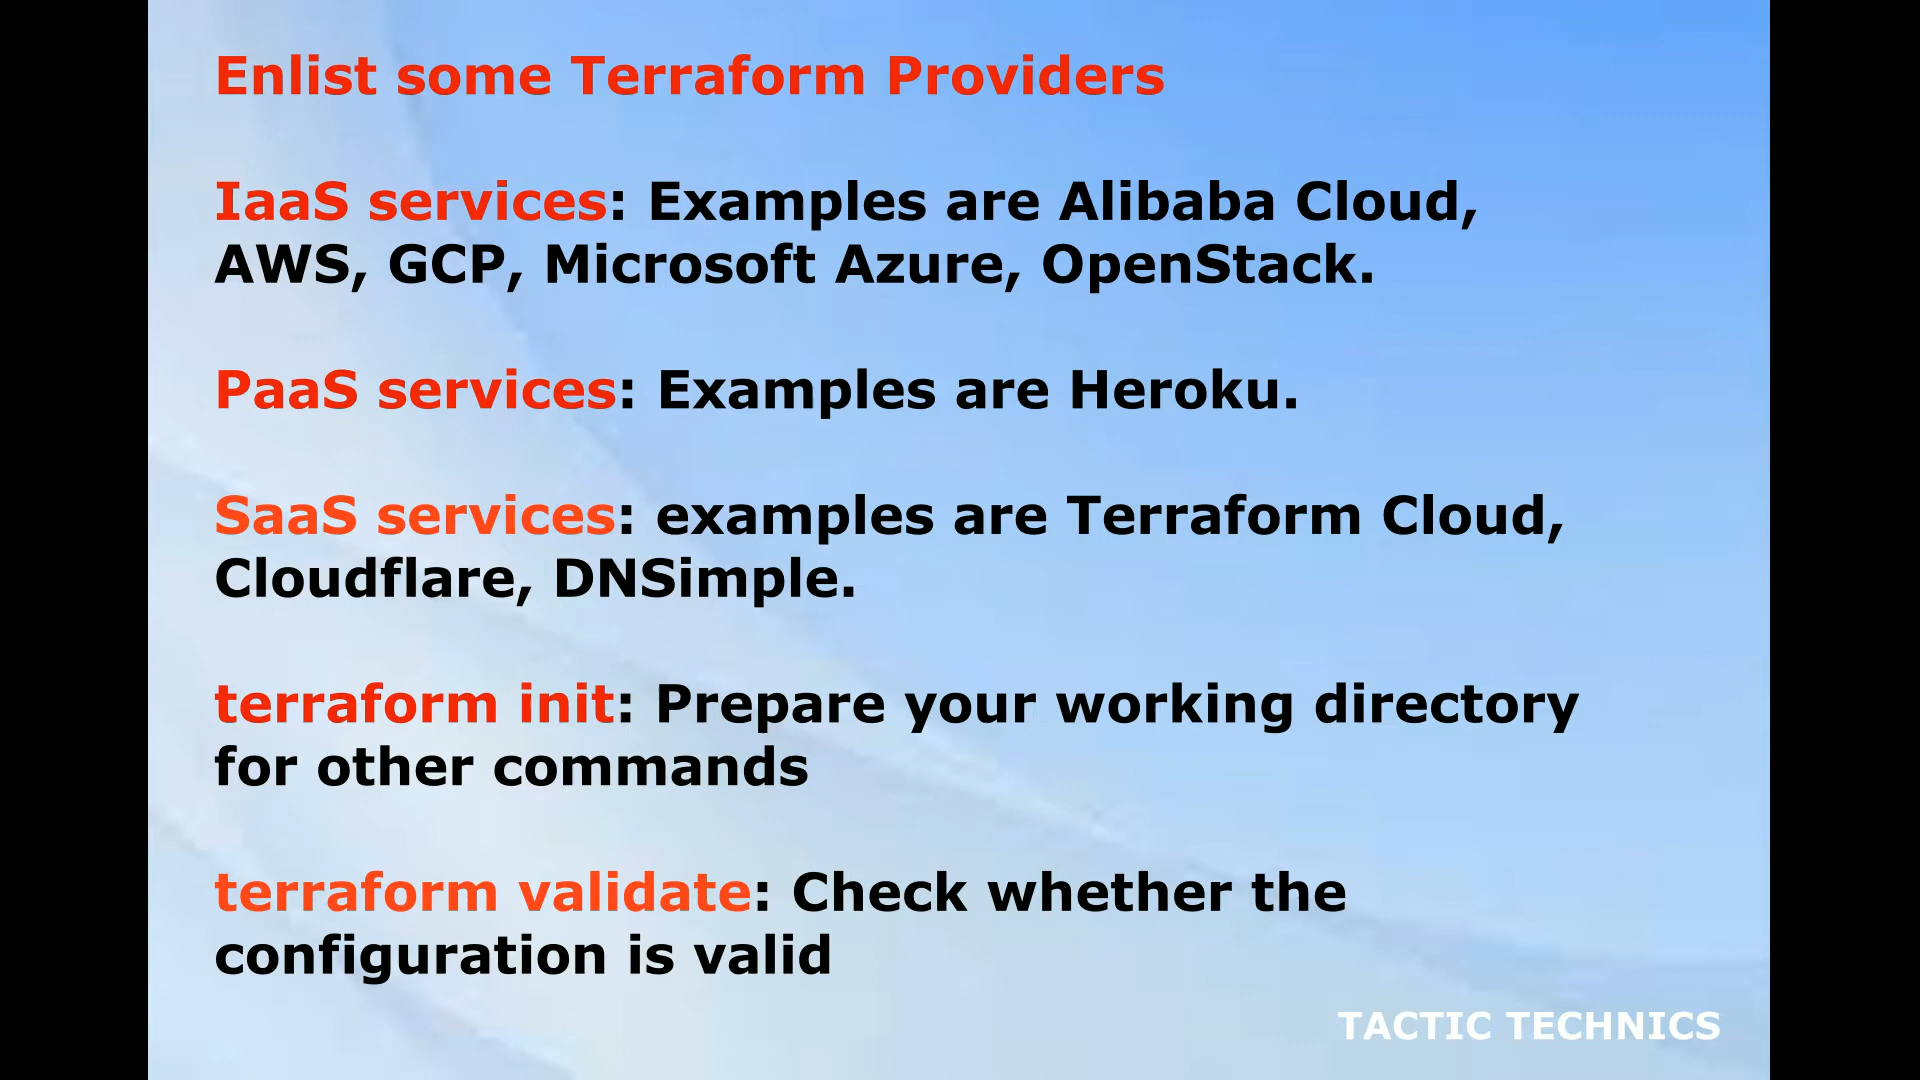 Enlist some Terraform Providers
IaaS services: Examples are Alibaba Cloud,
AWS, GCP, Microsoft Azure, OpenStack.
PaaS services: Examples are Heroku.
SaaS services: examples are Terraform Cloud,
Cloudflare, DNSimple.
terraform init: Prepare your working directory
for other commands
terraform validate: Check whether the
configuration is valid
TACTIC TECHNICS